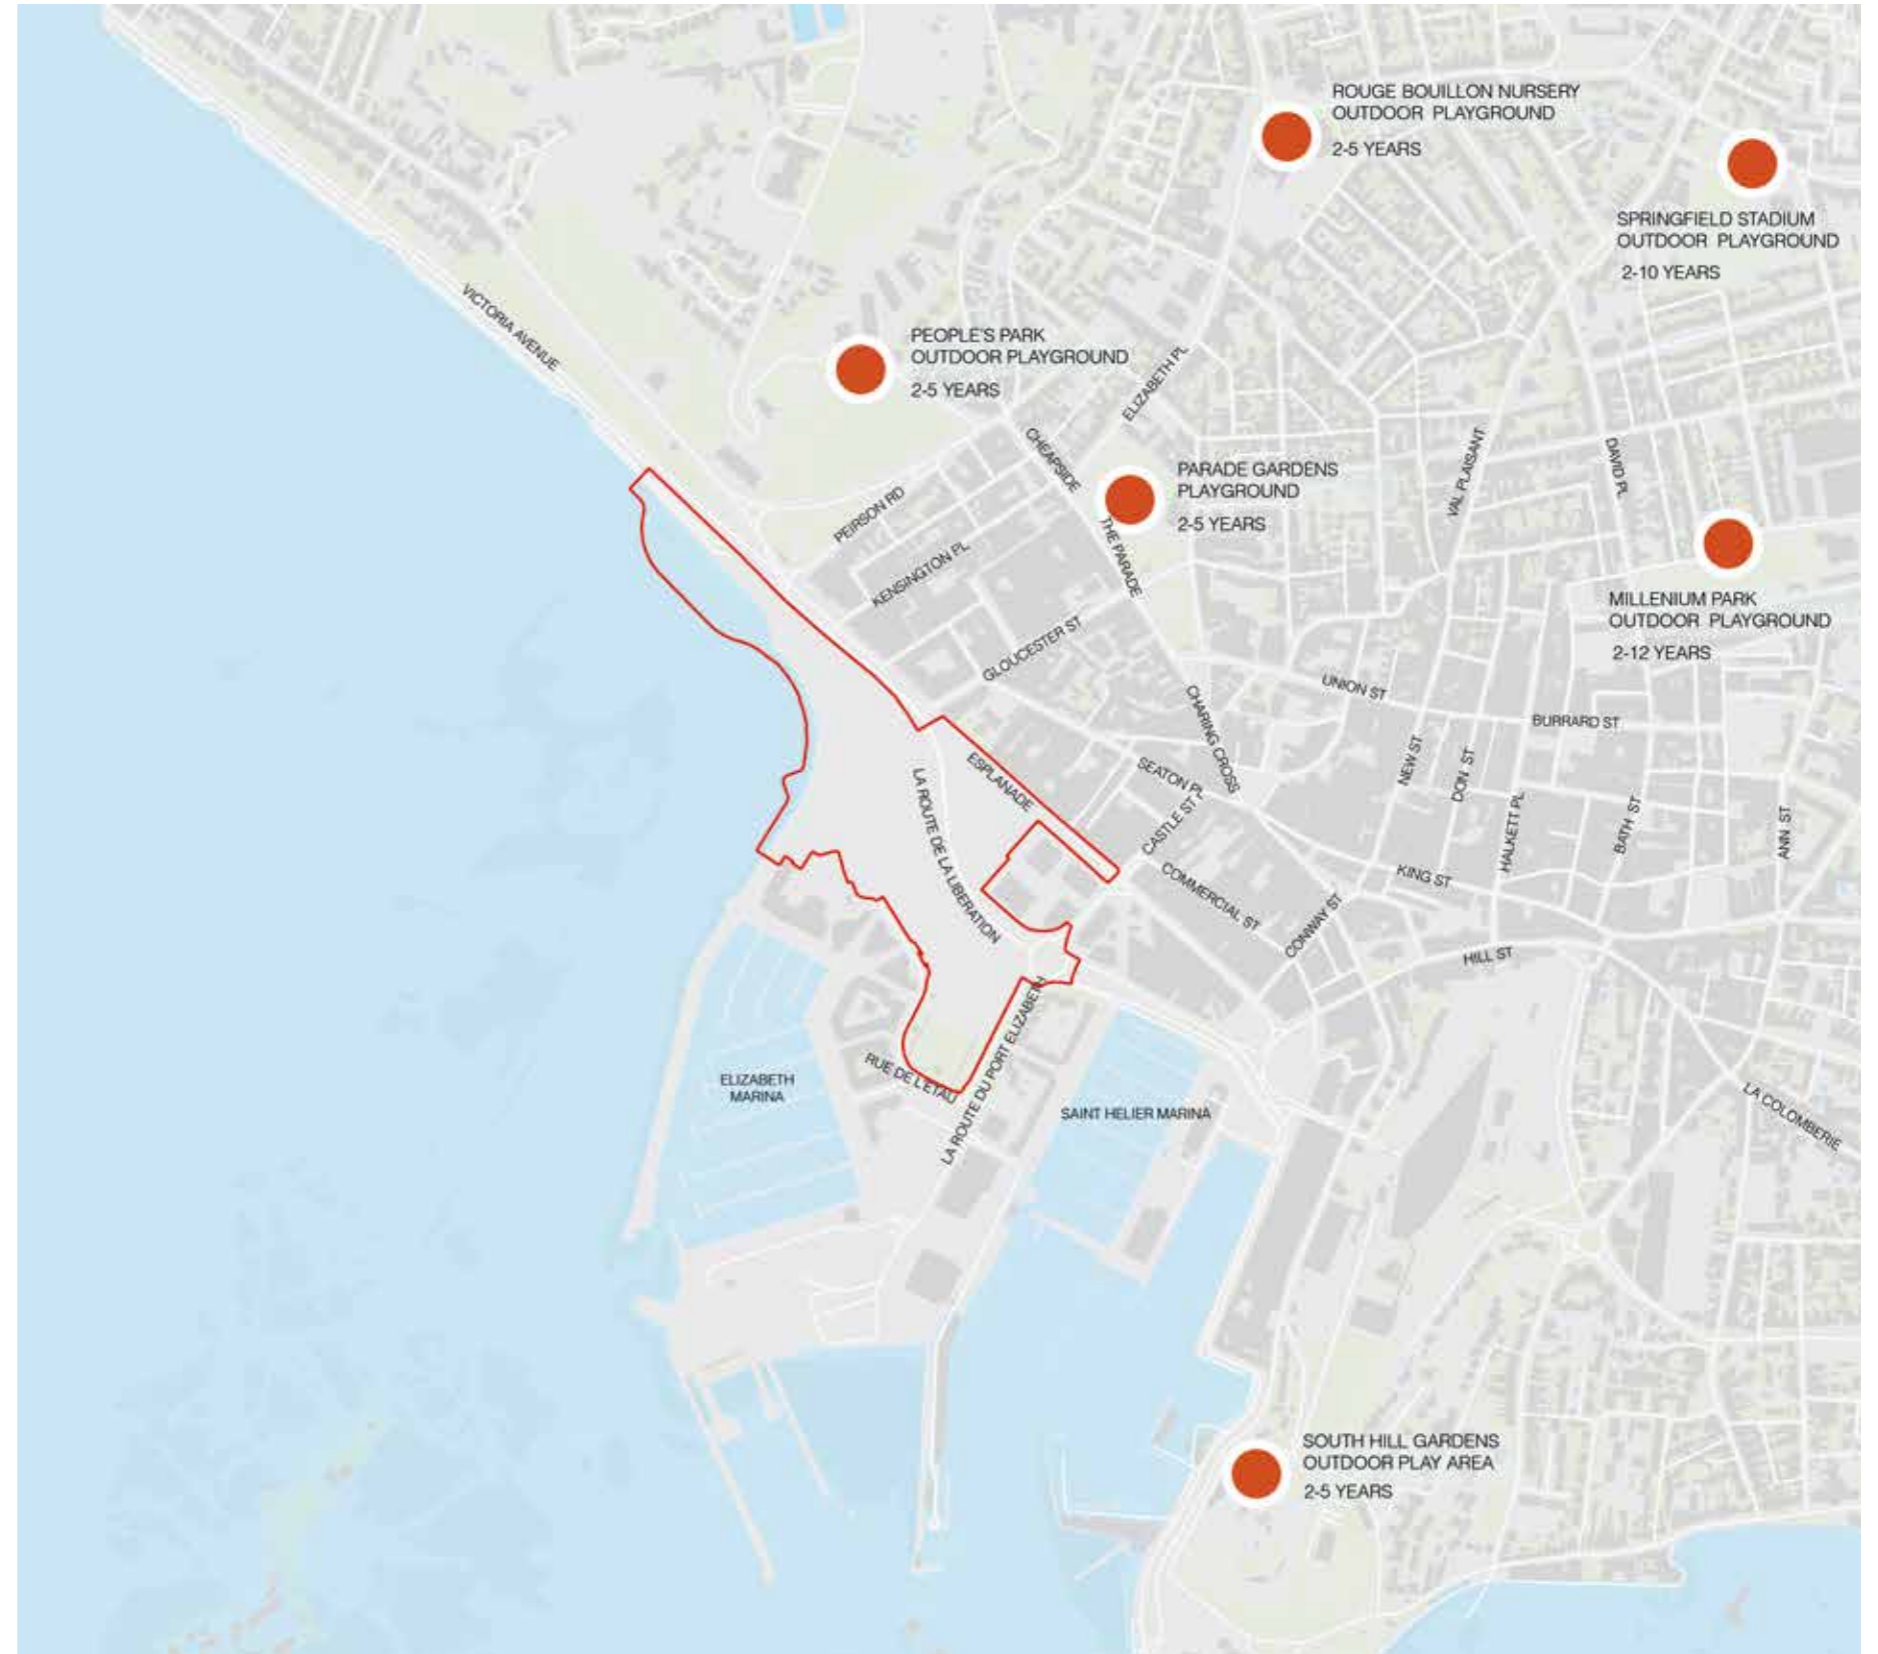 ROUGE BOUILLON NURSERY
OUTDOOR PLAYGROUND
2-5 YEARS
SPRINGFIELD STADIUM
OUTDOOR PLAYGROUND
2-10 YEARS
VICTORIA AVENUE
PEOPLE'S PARK
OUTDOOR PLAYGROUND
2-5 YEARS
ELIZABETH PL
CHEAPSIDE
PARADE GARDENS
PLAYGROUND
2-5 YEARS
VAL PLAISANT
DAVID PL
PEIRSON RD
KENSINGTON PL
THE PARADE
MILLENIUM PARK
OUTDOOR PLAYGROUND
2-12 YEARS
GLOUCESTER ST
UNION ST
BURRARD ST
CHARING CROSS
NEW ST
DON ST
ESPLANADE
SEATON PL
CASTLE ST
LA ROUTE DE LA LIBERATION
HALKETT PL
BATH ST
ANN ST
KING ST
COMMERCIAL ST
CONWAY ST
HILL ST
RUE DE L'ETAU
LA ROUTE DU PORT ELIZABETH
ELIZABETH
MARINA
SAINT HELIER MARINA
LA COLOMBERIE
SOUTH HILL GARDENS
OUTDOOR PLAY AREA
2-5 YEARS